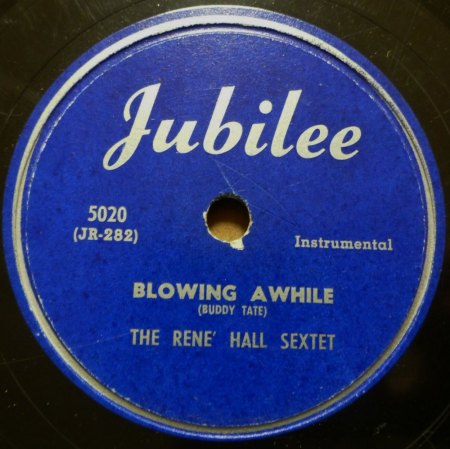 Jubilee
5020
(JR-282)
Instrumental
BLOWING AWHILE
(BUDDY TATE)
THE RENE' HALL SEXTET